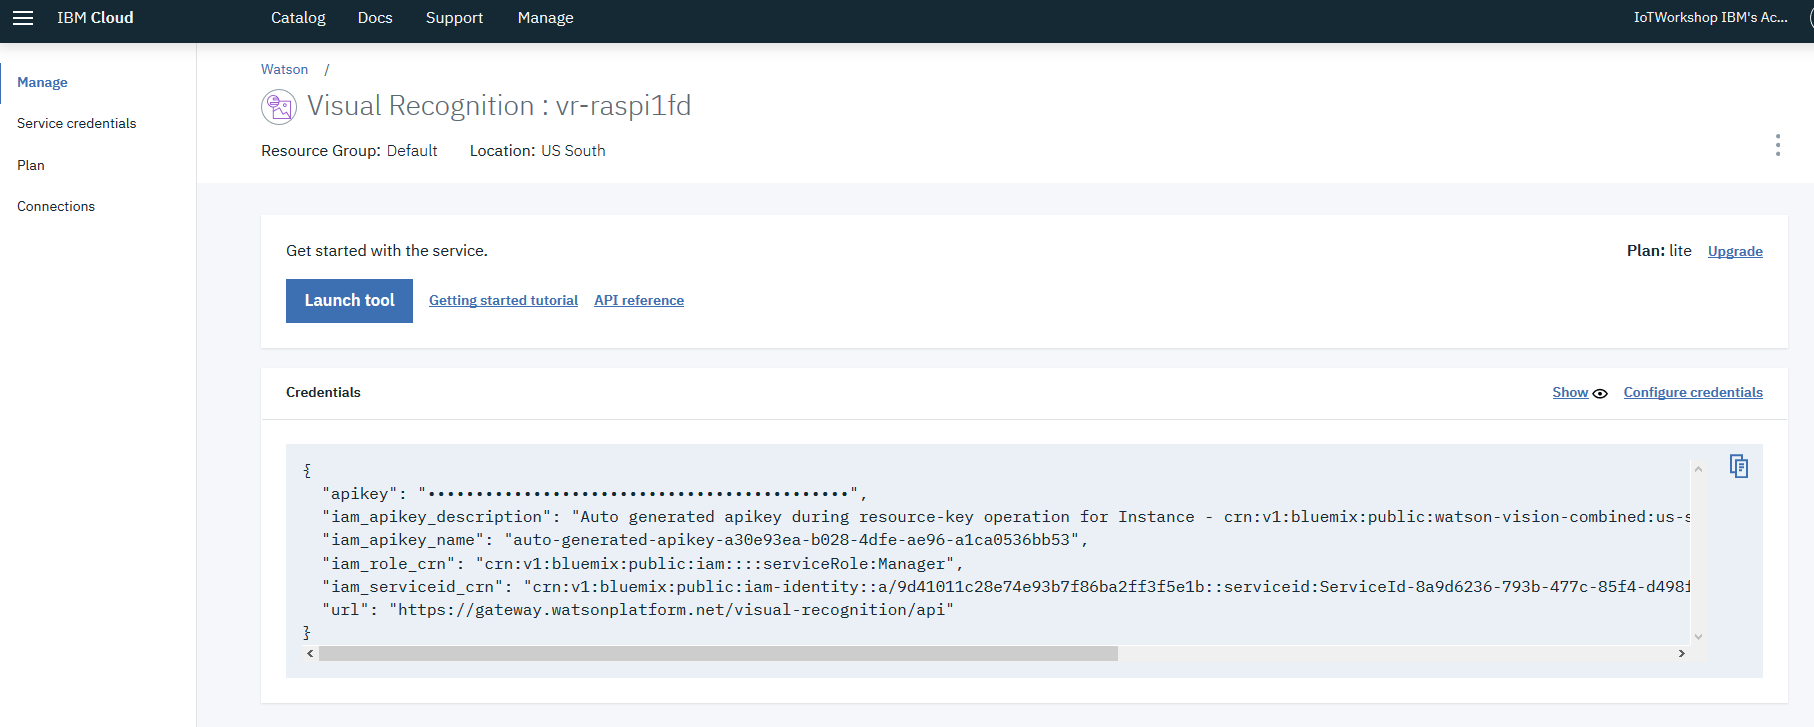 IBM Cloud Catalog Docs Support Manage IoTWorkshop IBM's Ac...
Manage
Service credentials
Plan
Connections
Watson /
Visual Recognition : vr-raspi1fd
Resource Group: Default Location: US South
Get started with the service.
Plan: lite Upgrade
Launch tool Getting started tutorial API reference
Credentials
Show Configure credentials
{
"apikey": "••••••••••••••••••••••••••••••••••••••••••••",
"iam_apikey_description": "Auto generated apikey during resource-key operation for Instance - crn:v1:bluemix:public:watson-vision-combined:us-s
"iam_apikey_name": "auto-generated-apikey-a30e93ea-b028-4dfe-ae96-a1ca0536bb53",
"iam_role_crn": "crn:v1:bluemix:public:iam::::serviceRole:Manager",
"iam_serviceid_crn": "crn:v1:bluemix:public:iam-identity::a/9d41011c28e74e93b7f86ba2ff3f5e1b::serviceid:ServiceId-8a9d6236-793b-477c-85f4-d498f
"url": "https://gateway.watsonplatform.net/visual-recognition/api"
}